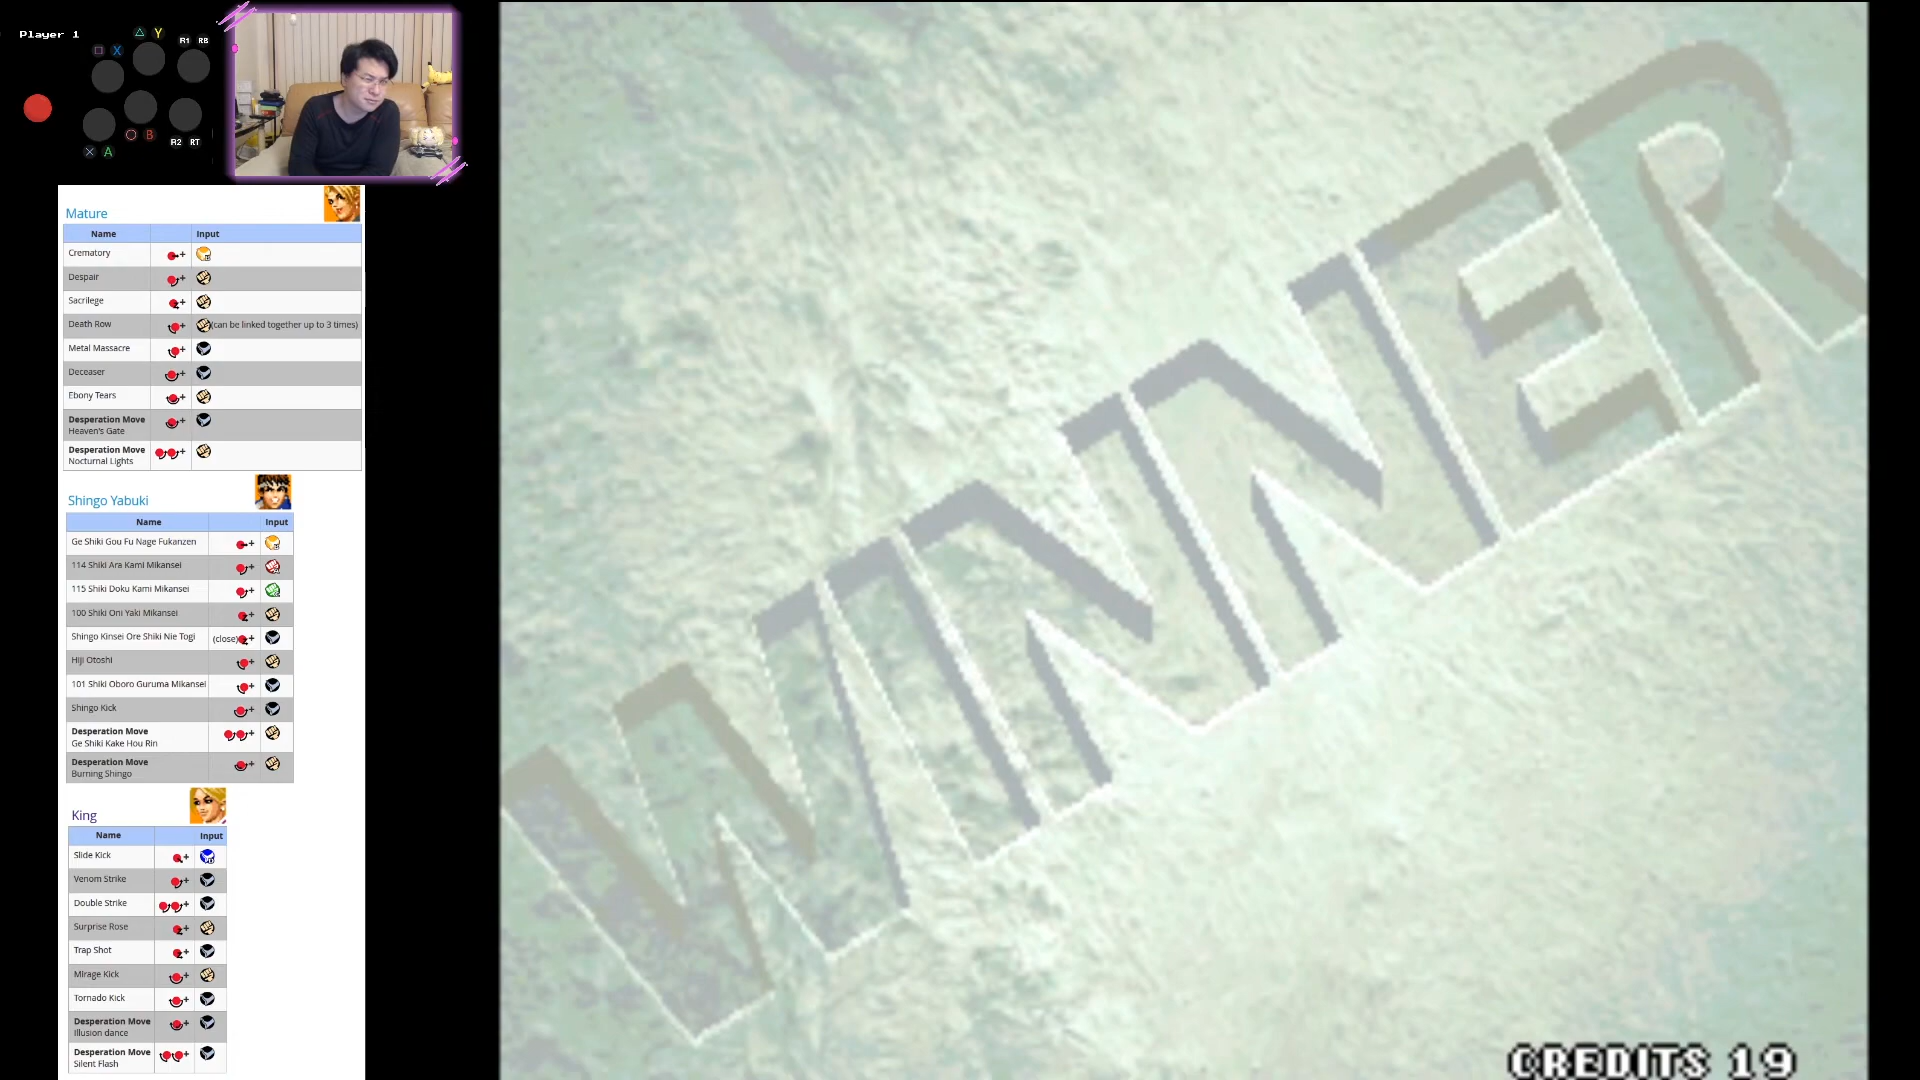 Player 1
△ Y
R1 RB
□ X
○ B
R2 RT
X A
Mature
Name Input
Crematory +
Despair +
Sacrilege +
Death Row + (can be linked together up to 3 times)
Metal Massacre +
Deceaser +
Ebony Tears +
Desperation Move +
Heaven's Gate
Desperation Move +
Nocturnal Lights
Shingo Yabuki
Name Input
Ge Shiki Gou Fu Nage Fukanzen +
114 Shiki Ara Kami Mikansei +
115 Shiki Doku Kami Mikansei +
100 Shiki Oni Yaki Mikansei +
Shingo Kinsei Ore Shiki Nie Togi (close) +
Hiji Otoshi +
101 Shiki Oboro Guruma Mikansei +
Shingo Kick +
Desperation Move +
Ge Shiki Kake Hou Rin
Desperation Move +
Burning Shingo
King
Name Input
Slide Kick +
Venom Strike +
Double Strike +
Surprise Rose +
Trap Shot +
Mirage Kick +
Tornado Kick +
Desperation Move +
Illusion dance
Desperation Move +
Silent Flash
WINNER
CREDITS 19